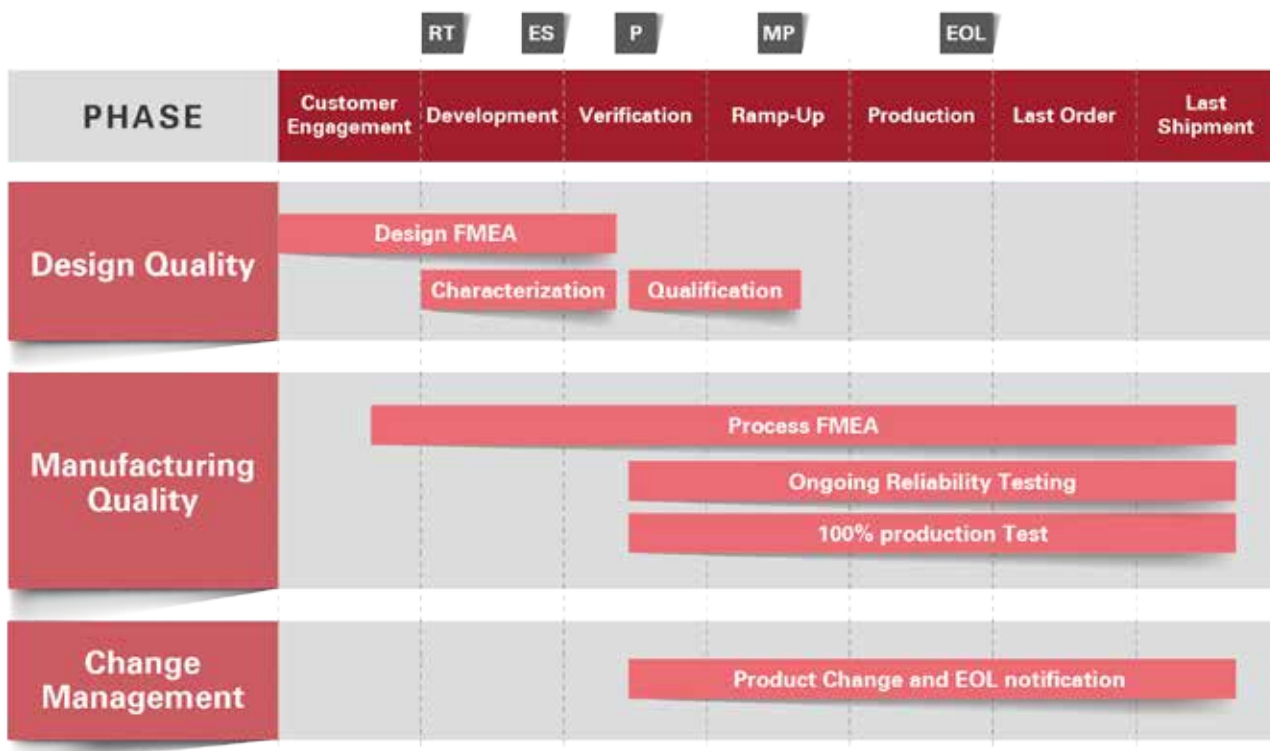 RT ES P MP EOL
PHASE
Customer
Engagement
Development
Verification
Ramp-Up
Production
Last Order
Last
Shipment
Design Quality
Design FMEA
Characterization
Qualification
Manufacturing
Quality
Process FMEA
Ongoing Reliability Testing
100% production Test
Change
Management
Product Change and EOL notification